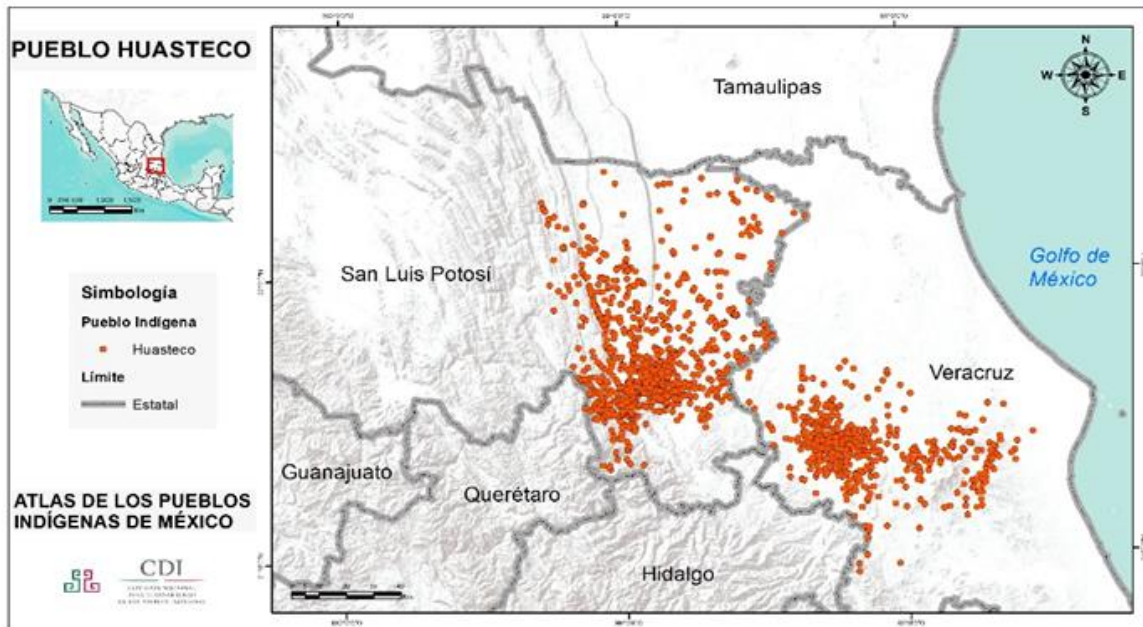 PUEBLO HUASTECO
Simbología
Pueblo Indígena
Huasteco
Límite
Estatal
ATLAS DE LOS PUEBLOS
INDÍGENAS DE MÉXICO
CDI
N
W E
S
Tamaulipas
San Luis Potosí
Golfo de
México
Veracruz
Guanajuato
Querétaro
Hidalgo